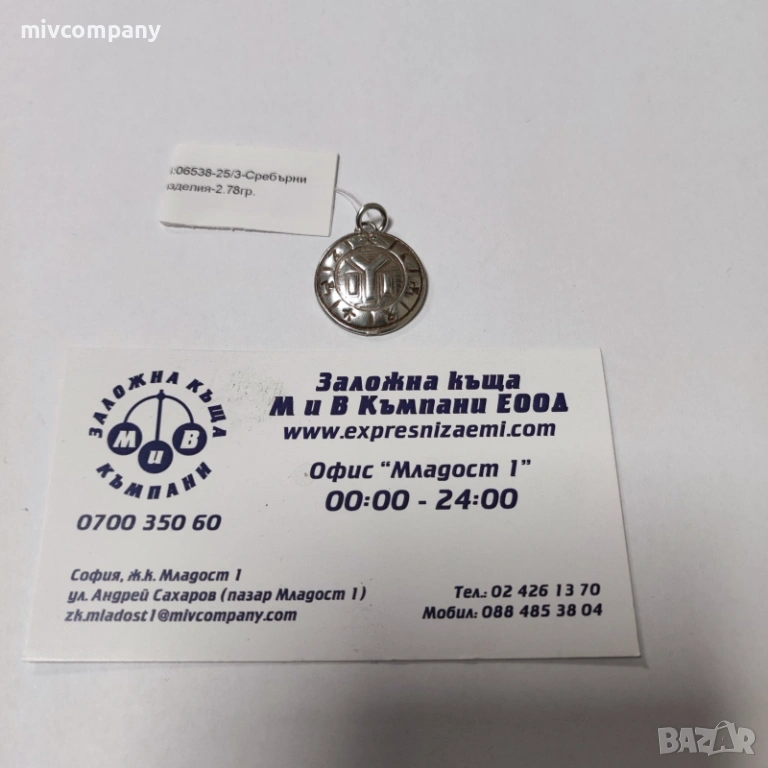 mivcompany
:06538-25/3-Сребърни
зделия-2.78гр.
ЗАЛОЖНА КЪЩА
М и В
КЪМПАНИ
0700 350 60
Заложна къща
М и В Къмпани ЕООД
www.expresnizaemi.com
Офис “Младост 1”
00:00 - 24:00
София, ж.к. Младост 1
ул. Андрей Сахаров (пазар Младост 1)
zk.mladost1@mivcompany.com
Тел.: 02 426 13 70
Мобил: 088 485 38 04
BAZAR